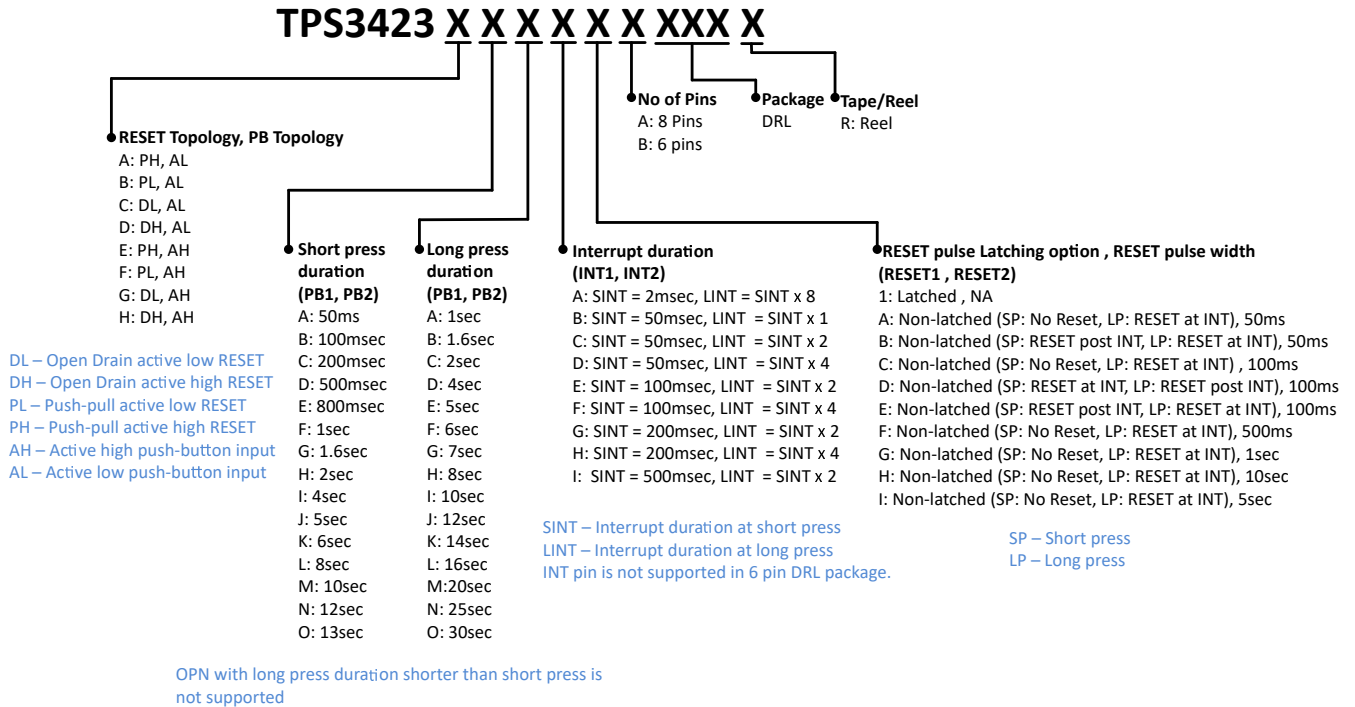 TPS3423 X X X X X X XXX X
No of Pins
A: 8 Pins
B: 6 pins
Package
DRL
Tape/Reel
R: Reel
RESET Topology, PB Topology
A: PH, AL
B: PL, AL
C: DL, AL
D: DH, AL
E: PH, AH
F: PL, AH
G: DL, AH
H: DH, AH
DL – Open Drain active low RESET
DH – Open Drain active high RESET
PL – Push-pull active low RESET
PH – Push-pull active high RESET
AH – Active high push-button input
AL – Active low push-button input
Short press
duration
(PB1, PB2)
A: 50ms
B: 100msec
C: 200msec
D: 500msec
E: 800msec
F: 1sec
G: 1.6sec
H: 2sec
I: 4sec
J: 5sec
K: 6sec
L: 8sec
M: 10sec
N: 12sec
O: 13sec
Long press
duration
(PB1, PB2)
A: 1sec
B: 1.6sec
C: 2sec
D: 4sec
E: 5sec
F: 6sec
G: 7sec
H: 8sec
I: 10sec
J: 12sec
K: 14sec
L: 16sec
M:20sec
N: 25sec
O: 30sec
Interrupt duration
(INT1, INT2)
A: SINT = 2msec, LINT = SINT x 8
B: SINT = 50msec, LINT = SINT x 1
C: SINT = 50msec, LINT = SINT x 2
D: SINT = 50msec, LINT = SINT x 4
E: SINT = 100msec, LINT = SINT x 2
F: SINT = 100msec, LINT = SINT x 4
G: SINT = 200msec, LINT = SINT x 2
H: SINT = 200msec, LINT = SINT x 4
I: SINT = 500msec, LINT = SINT x 2
SINT – Interrupt duration at short press
LINT – Interrupt duration at long press
INT pin is not supported in 6 pin DRL package.
RESET pulse Latching option , RESET pulse width
(RESET1 , RESET2)
1: Latched , NA
A: Non-latched (SP: No Reset, LP: RESET at INT), 50ms
B: Non-latched (SP: RESET post INT, LP: RESET at INT), 50ms
C: Non-latched (SP: No Reset, LP: RESET at INT) , 100ms
D: Non-latched (SP: RESET at INT, LP: RESET post INT), 100ms
E: Non-latched (SP: RESET post INT, LP: RESET at INT), 100ms
F: Non-latched (SP: No Reset, LP: RESET at INT), 500ms
G: Non-latched (SP: No Reset, LP: RESET at INT), 1sec
H: Non-latched (SP: No Reset, LP: RESET at INT), 10sec
I: Non-latched (SP: No Reset, LP: RESET at INT), 5sec
SP – Short press
LP – Long press
OPN with long press duration shorter than short press is
not supported